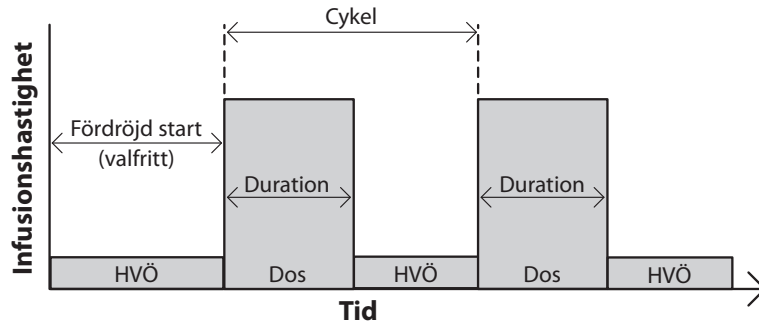 Cykel
Infusionshastighet
Fördröjd start
(valfritt)
Duration
Duration
HVÖ
Dos
HVÖ
Dos
HVÖ
Tid